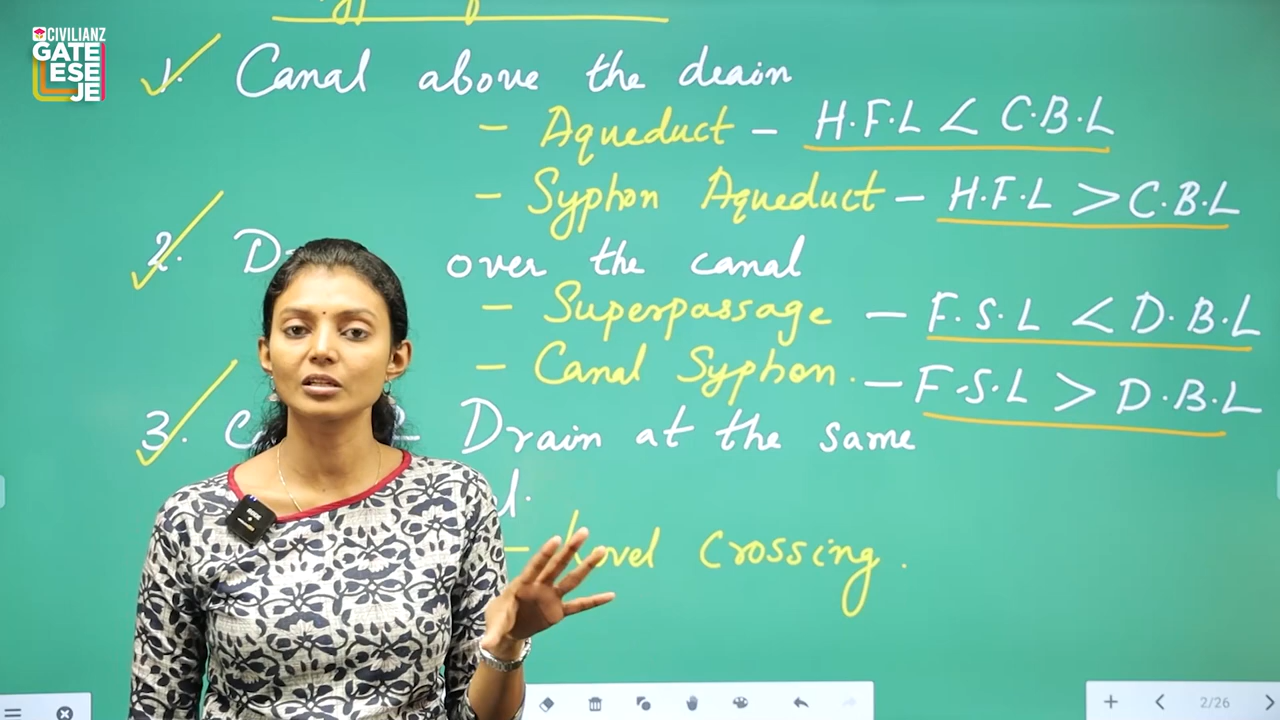 CIVILIANZ
GATE
ESE
JE
1. Canal above the drain
- Aqueduct - H.F.L < C.B.L
- Syphon Aqueduct - H.F.L > C.B.L
2. over the canal
- Superpassage - F.S.L < D.B.L
- Canal Syphon. - F.S.L > D.B.L
3. Drain at the same
- Level Crossing.
2/26